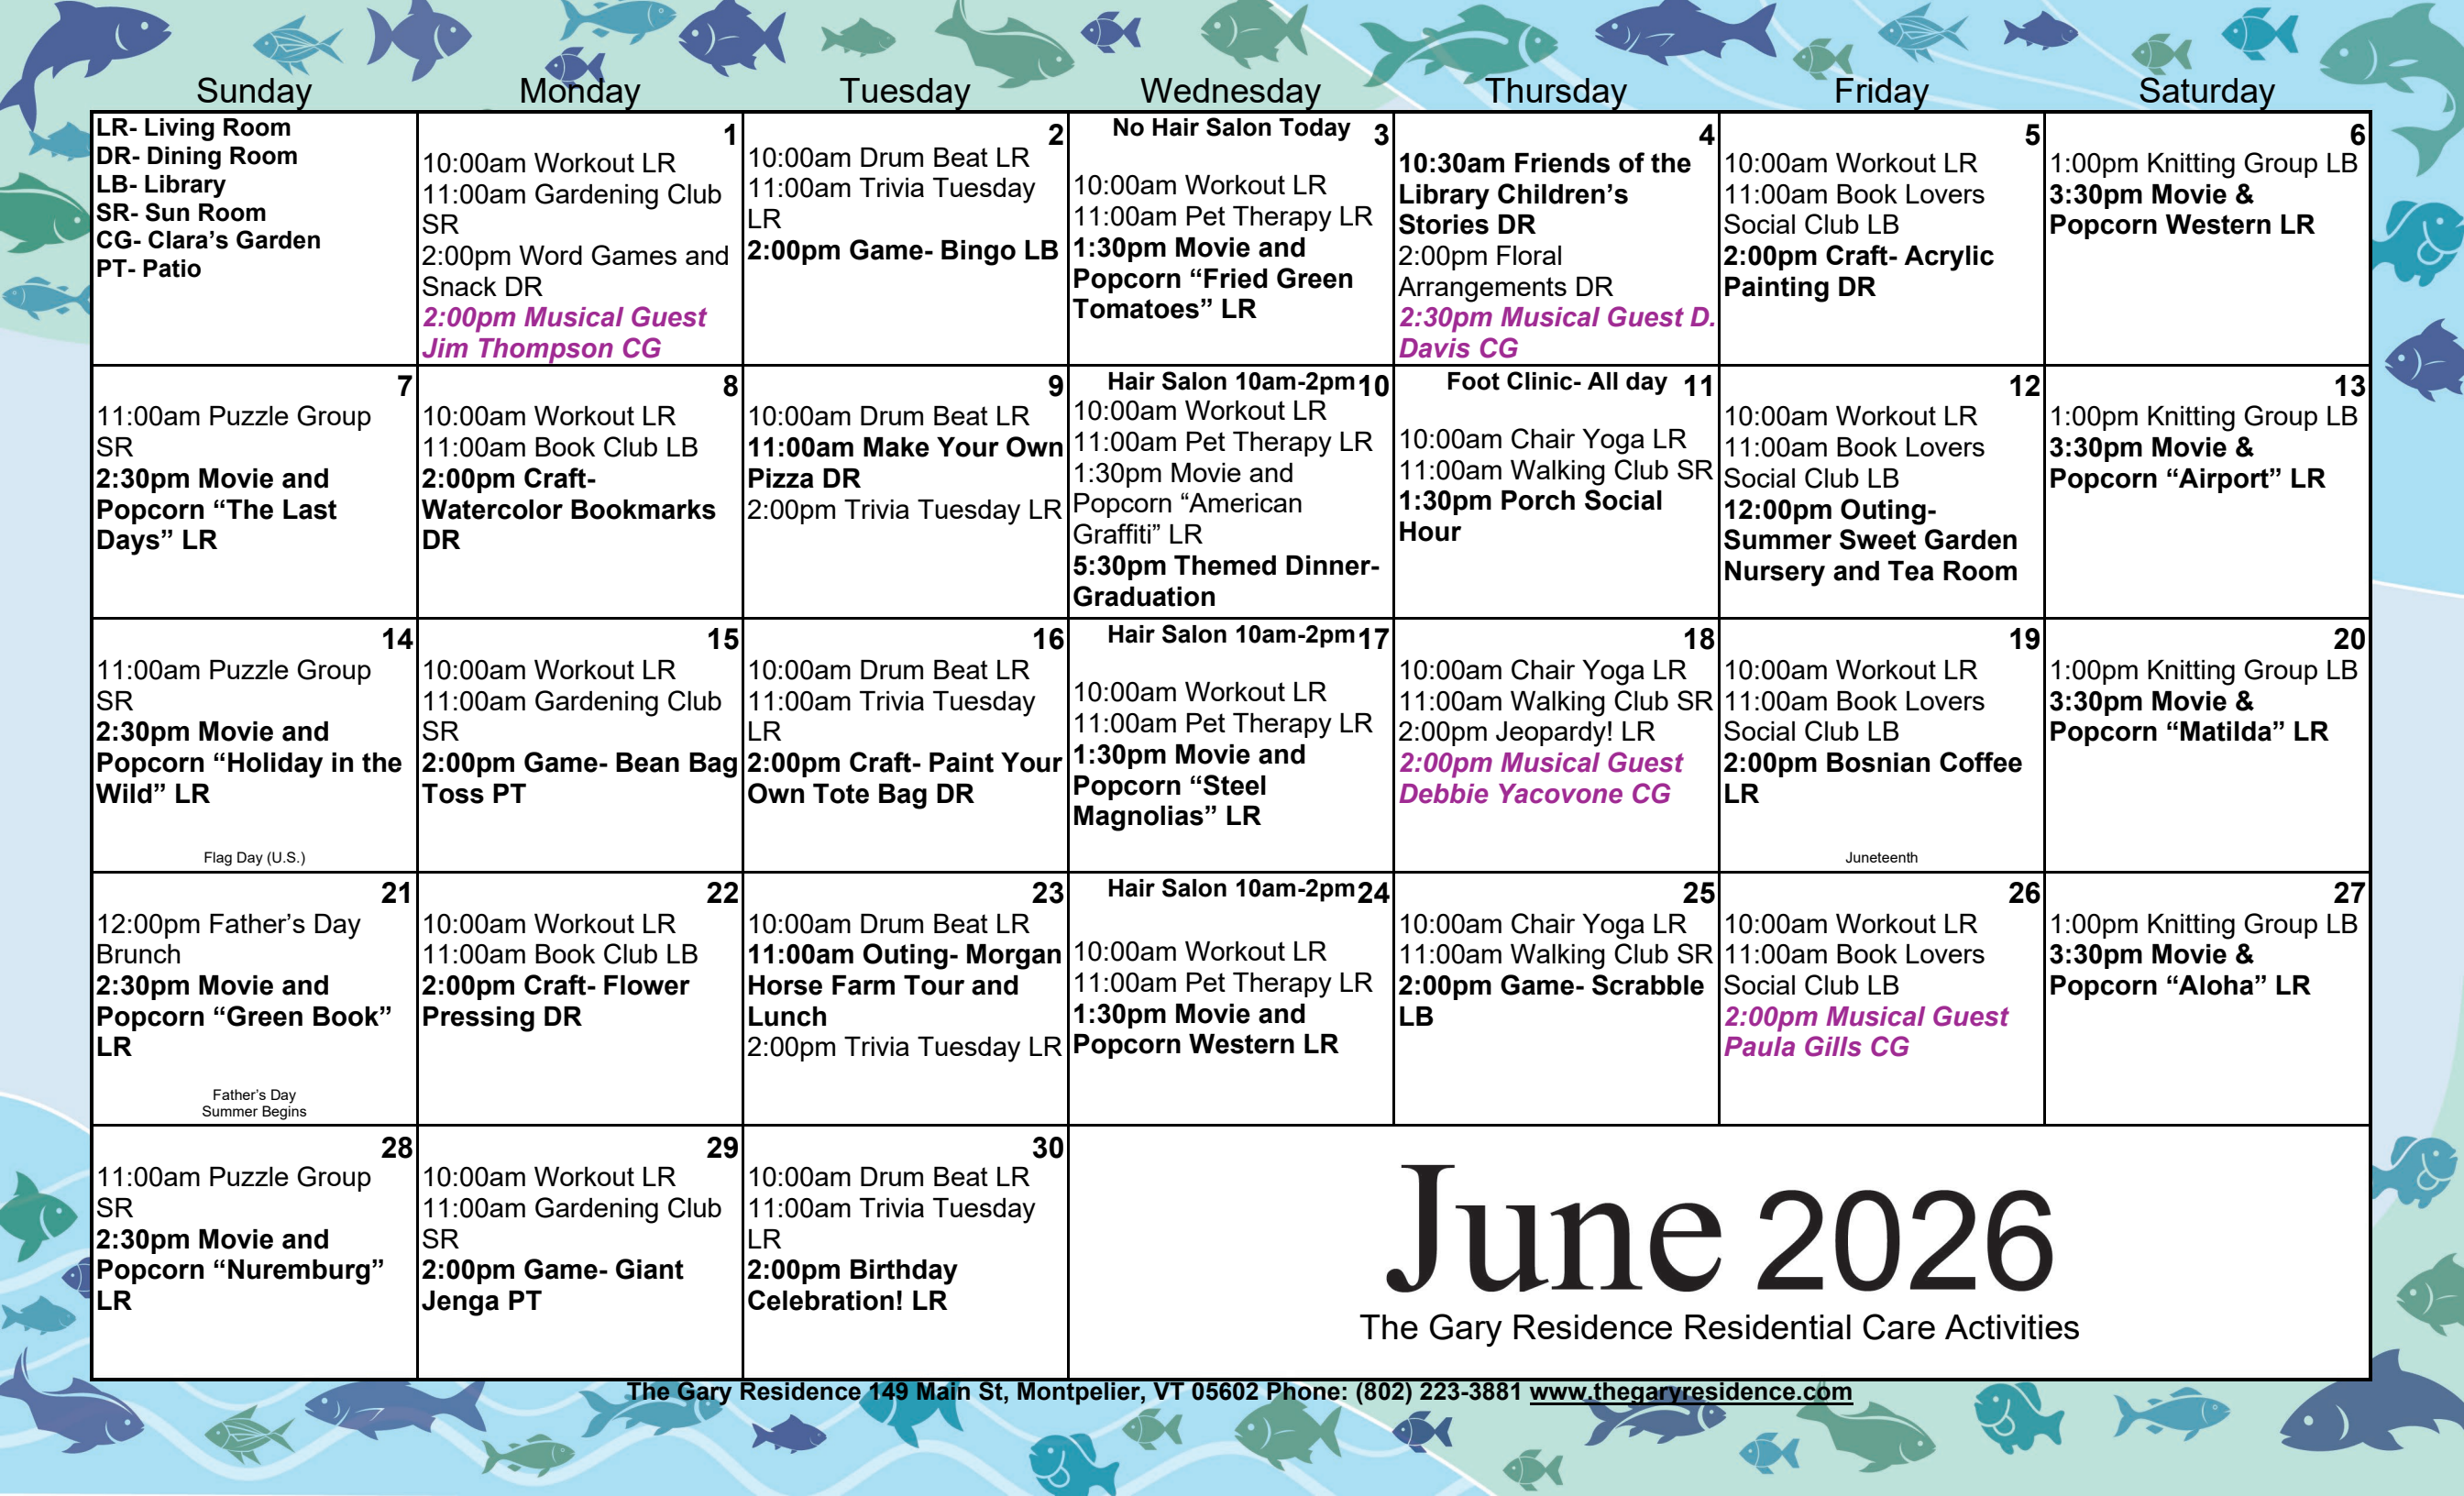 Sunday Monday Tuesday Wednesday Thursday Friday Saturday
LR- Living Room
DR- Dining Room
LB- Library
SR- Sun Room
CG- Clara’s Garden
PT- Patio
1
10:00am Workout LR
11:00am Gardening Club
SR
2:00pm Word Games and
Snack DR
2:00pm Musical Guest
Jim Thompson CG
2
10:00am Drum Beat LR
11:00am Trivia Tuesday
LR
2:00pm Game- Bingo LB
No Hair Salon Today 3
10:00am Workout LR
11:00am Pet Therapy LR
1:30pm Movie and
Popcorn “Fried Green
Tomatoes” LR
4
10:30am Friends of the
Library Children’s
Stories DR
2:00pm Floral
Arrangements DR
2:30pm Musical Guest D.
Davis CG
5
10:00am Workout LR
11:00am Book Lovers
Social Club LB
2:00pm Craft- Acrylic
Painting DR
6
1:00pm Knitting Group LB
3:30pm Movie &
Popcorn Western LR
7
11:00am Puzzle Group
SR
2:30pm Movie and
Popcorn “The Last
Days” LR
8
10:00am Workout LR
11:00am Book Club LB
2:00pm Craft-
Watercolor Bookmarks
DR
9
10:00am Drum Beat LR
11:00am Make Your Own
Pizza DR
2:00pm Trivia Tuesday LR
Hair Salon 10am-2pm 10
10:00am Workout LR
11:00am Pet Therapy LR
1:30pm Movie and
Popcorn “American
Graffiti” LR
5:30pm Themed Dinner-
Graduation
Foot Clinic- All day 11
10:00am Chair Yoga LR
11:00am Walking Club SR
1:30pm Porch Social
Hour
12
10:00am Workout LR
11:00am Book Lovers
Social Club LB
12:00pm Outing-
Summer Sweet Garden
Nursery and Tea Room
13
1:00pm Knitting Group LB
3:30pm Movie &
Popcorn “Airport” LR
14
11:00am Puzzle Group
SR
2:30pm Movie and
Popcorn “Holiday in the
Wild” LR
Flag Day (U.S.)
15
10:00am Workout LR
11:00am Gardening Club
SR
2:00pm Game- Bean Bag
Toss PT
16
10:00am Drum Beat LR
11:00am Trivia Tuesday
LR
2:00pm Craft- Paint Your
Own Tote Bag DR
Hair Salon 10am-2pm 17
10:00am Workout LR
11:00am Pet Therapy LR
1:30pm Movie and
Popcorn “Steel
Magnolias” LR
18
10:00am Chair Yoga LR
11:00am Walking Club SR
2:00pm Jeopardy! LR
2:00pm Musical Guest
Debbie Yacovone CG
19
10:00am Workout LR
11:00am Book Lovers
Social Club LB
2:00pm Bosnian Coffee
LR
Juneteenth
20
1:00pm Knitting Group LB
3:30pm Movie &
Popcorn “Matilda” LR
21
12:00pm Father’s Day
Brunch
2:30pm Movie and
Popcorn “Green Book”
LR
Father’s Day
Summer Begins
22
10:00am Workout LR
11:00am Book Club LB
2:00pm Craft- Flower
Pressing DR
23
10:00am Drum Beat LR
11:00am Outing- Morgan
Horse Farm Tour and
Lunch
2:00pm Trivia Tuesday LR
Hair Salon 10am-2pm 24
10:00am Workout LR
11:00am Pet Therapy LR
1:30pm Movie and
Popcorn Western LR
25
10:00am Chair Yoga LR
11:00am Walking Club SR
2:00pm Game- Scrabble
LB
26
10:00am Workout LR
11:00am Book Lovers
Social Club LB
2:00pm Musical Guest
Paula Gills CG
27
1:00pm Knitting Group LB
3:30pm Movie &
Popcorn “Aloha” LR
28
11:00am Puzzle Group
SR
2:30pm Movie and
Popcorn “Nuremburg”
LR
29
10:00am Workout LR
11:00am Gardening Club
SR
2:00pm Game- Giant
Jenga PT
30
10:00am Drum Beat LR
11:00am Trivia Tuesday
LR
2:00pm Birthday
Celebration! LR
June 2026
The Gary Residence Residential Care Activities
The Gary Residence 149 Main St, Montpelier, VT 05602 Phone: (802) 223-3881 www.thegaryresidence.com